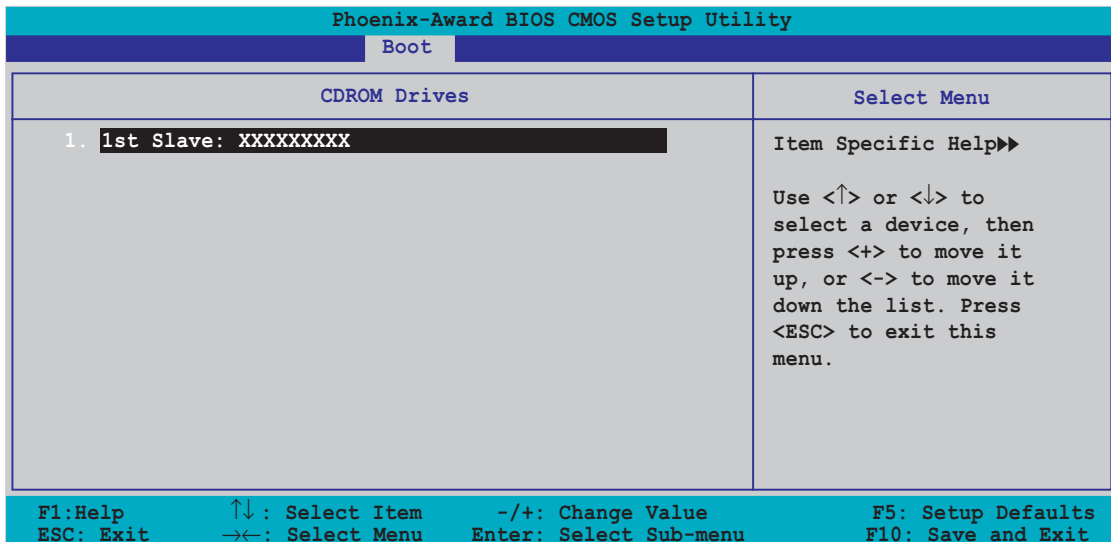 Phoenix-Award BIOS CMOS Setup Utility
Boot
CDROM Drives
Select Menu
1. 1st Slave: XXXXXXXXX
Item Specific Help▶▶
Use <↑> or <↓> to
select a device, then
press <+> to move it
up, or <-> to move it
down the list. Press
<ESC> to exit this
menu.
F1:Help ↑↓: Select Item -/+: Change Value F5: Setup Defaults
ESC: Exit →←: Select Menu Enter: Select Sub-menu F10: Save and Exit